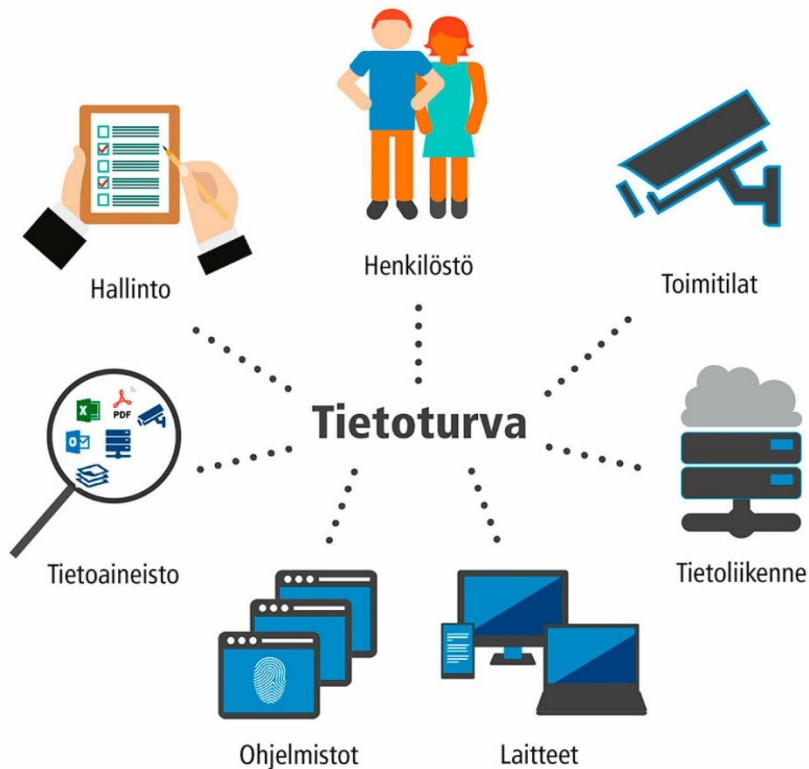 Henkilöstö
Hallinto
Toimitilat
X
PDF
O
Tietoturva
Tietoaineisto
Tietoliikenne
Ohjelmistot
Laitteet